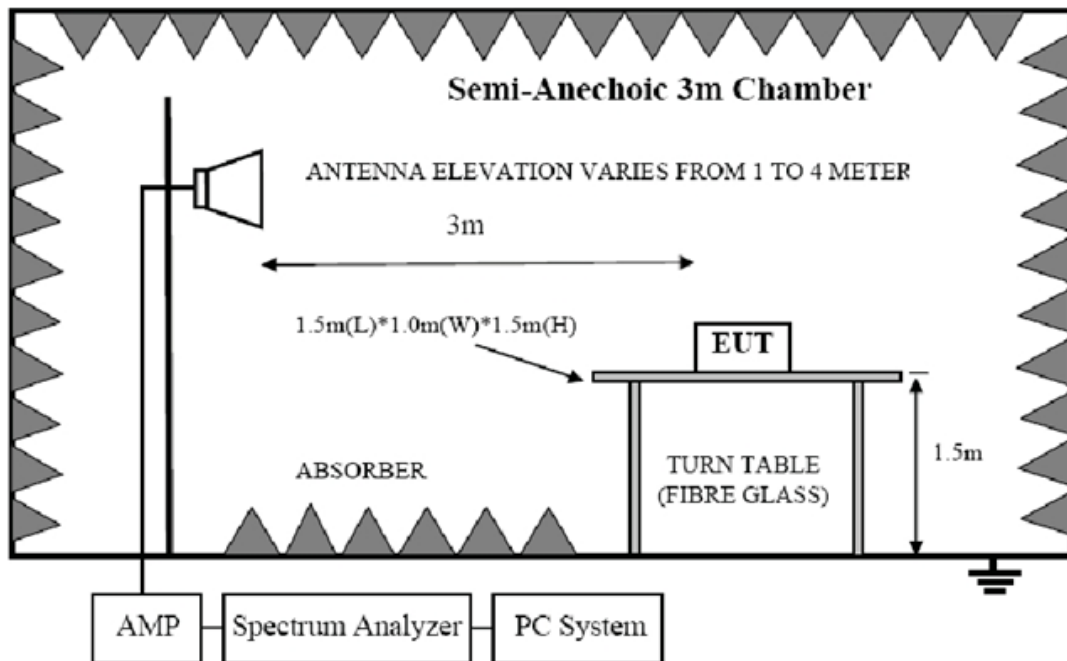 Semi-Anechoic 3m Chamber
ANTENNA ELEVATION VARIES FROM 1 TO 4 METER
3m
1.5m(L)*1.0m(W)*1.5m(H)
EUT
1.5m
ABSORBER
TURN TABLE
(FIBRE GLASS)
AMP
Spectrum Analyzer
PC System